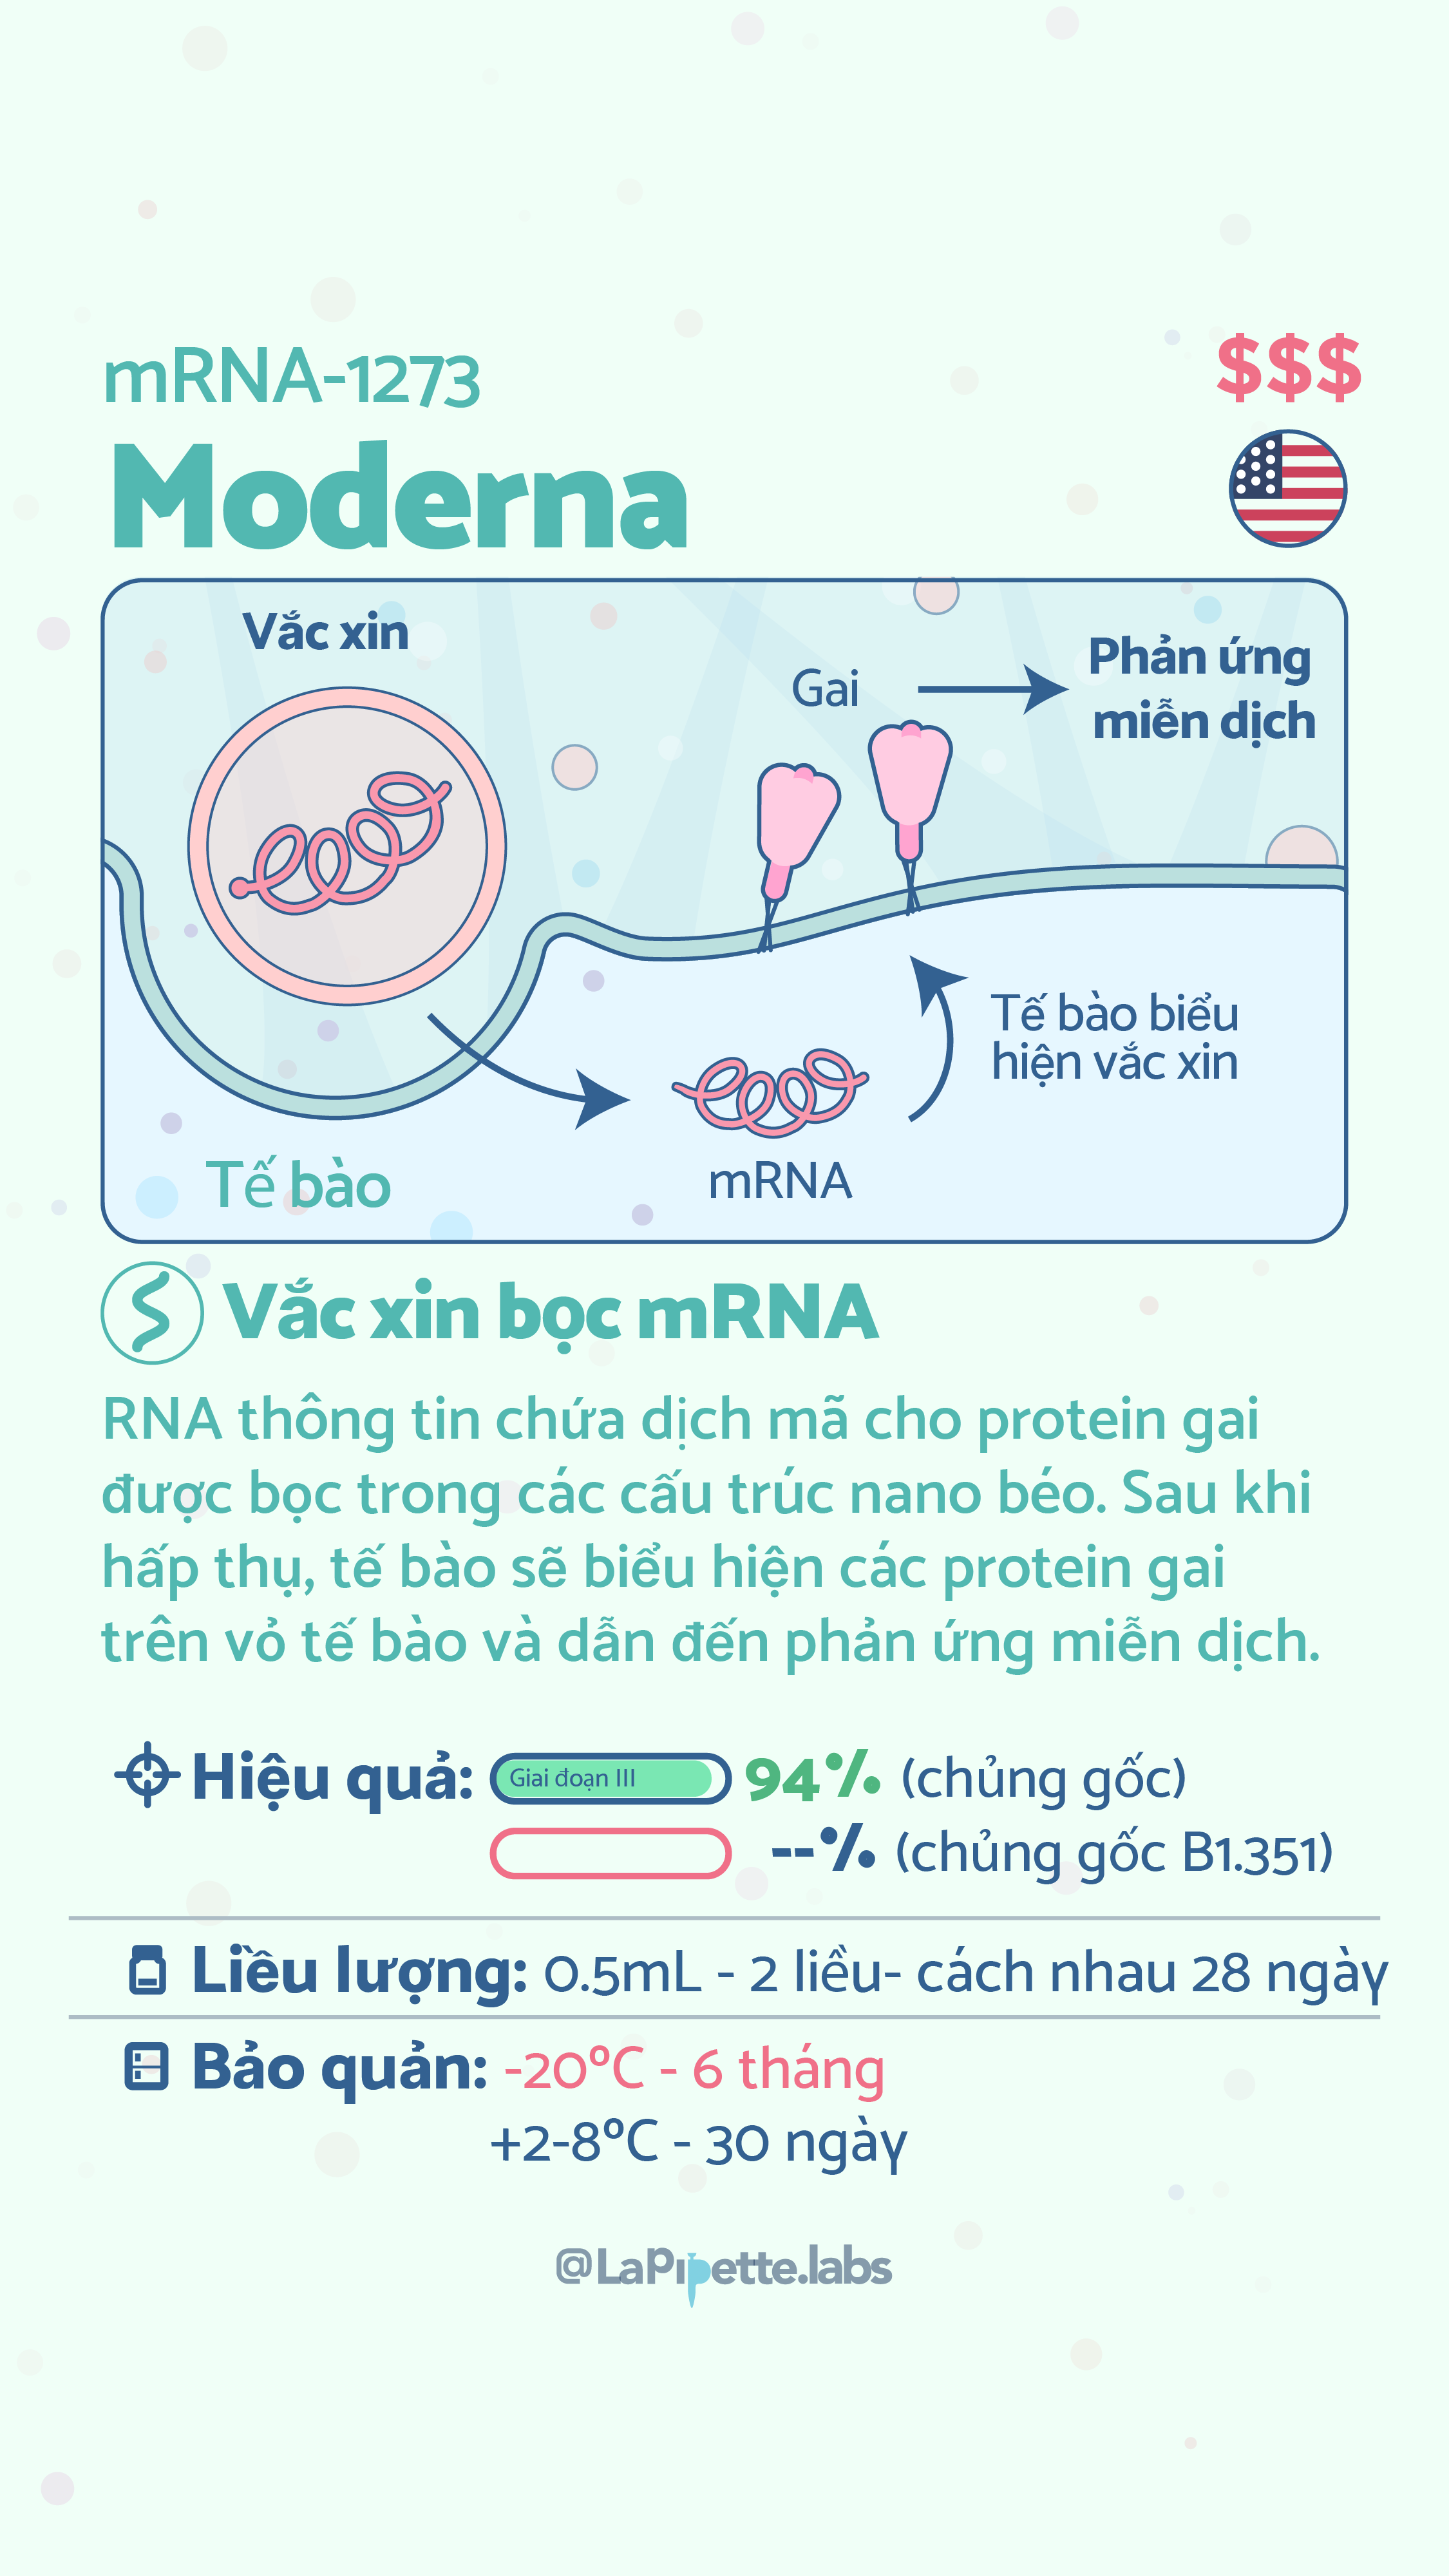 mRNA-1273
$$$
Moderna
Vắc xin
Gai
Phản ứng
miễn dịch
Tế bào biểu
hiện vắc xin
Tế bào
mRNA
Vắc xin bọc mRNA
RNA thông tin chứa dịch mã cho protein gai
được bọc trong các cấu trúc nano béo. Sau khi
hấp thụ, tế bào sẽ biểu hiện các protein gai
trên vỏ tế bào và dẫn đến phản ứng miễn dịch.
Hiệu quả: Giai đoạn III 94% (chủng gốc)
--% (chủng gốc B1.351)
Liều lượng: 0.5mL - 2 liều- cách nhau 28 ngày
Bảo quản: -20°C - 6 tháng
+2-8°C - 30 ngày
@LaPipette.labs